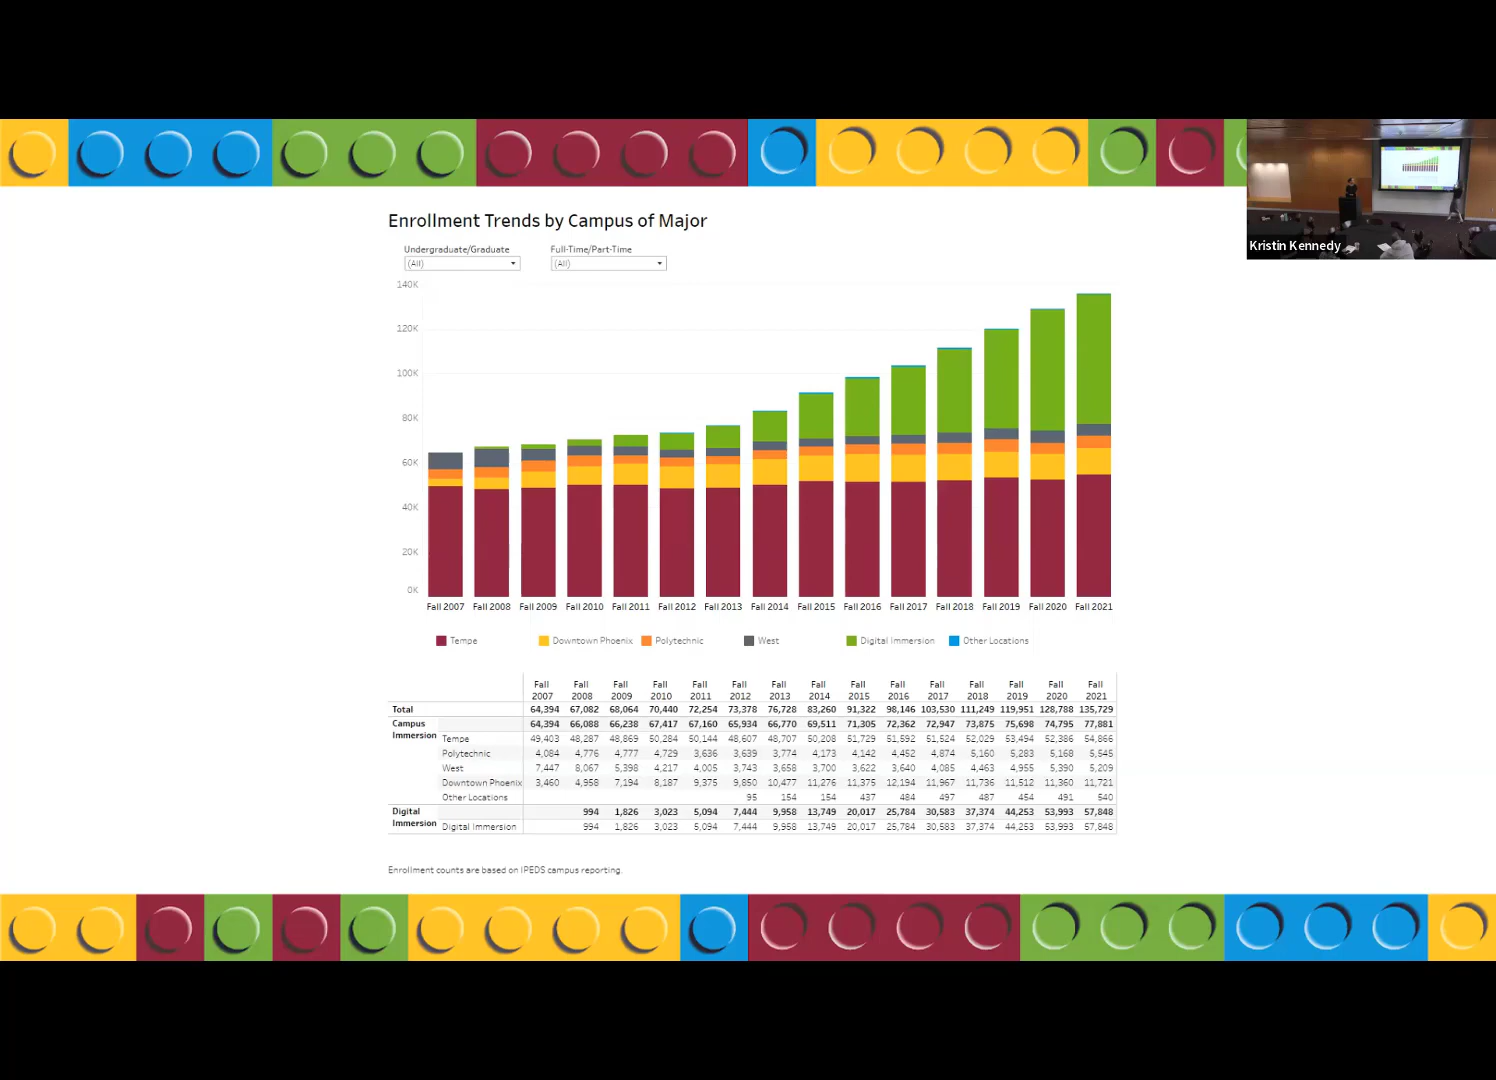 Enrollment Trends by Campus of Major
Undergraduate/Graduate Full-Time/Part-Time
(All) (All)
Kristin Kennedy
140K
120K
100K
80K
60K
40K
20K
0K
Fall 2007 Fall 2008 Fall 2009 Fall 2010 Fall 2011 Fall 2012 Fall 2013 Fall 2014 Fall 2015 Fall 2016 Fall 2017 Fall 2018 Fall 2019 Fall 2020 Fall 2021
Tempe Downtown Phoenix Polytechnic West Digital Immersion Other Locations
Fall Fall Fall Fall Fall Fall Fall Fall Fall Fall Fall Fall Fall Fall Fall
2007 2008 2009 2010 2011 2012 2013 2014 2015 2016 2017 2018 2019 2020 2021
Total 64,394 67,082 68,064 70,440 72,254 73,378 76,728 83,260 91,322 98,146 103,530 111,249 119,951 128,788 135,729
Campus 64,394 66,088 66,238 67,417 67,160 65,934 66,770 69,511 71,305 72,362 72,947 73,875 75,698 74,795 77,881
Immersion Tempe 49,403 48,287 48,869 50,284 50,144 48,607 48,707 50,208 51,729 51,592 51,524 52,029 53,494 52,386 54,866
Polytechnic 4,084 4,776 4,777 4,729 3,636 3,639 3,774 4,173 4,142 4,452 4,874 5,160 5,283 5,168 5,545
West 7,447 8,067 5,398 4,217 4,005 3,743 3,658 3,700 3,622 3,640 4,085 4,463 4,955 5,390 5,209
Downtown Phoenix 3,460 4,958 7,194 8,187 9,375 9,850 10,477 11,276 11,375 12,194 11,967 11,736 11,512 11,360 11,721
Other Locations 95 154 154 437 484 497 487 454 491 540
Digital 994 1,826 3,023 5,094 7,444 9,958 13,749 20,017 25,784 30,583 37,374 44,253 53,993 57,848
Immersion Digital Immersion 994 1,826 3,023 5,094 7,444 9,958 13,749 20,017 25,784 30,583 37,374 44,253 53,993 57,848
Enrollment counts are based on IPEDS campus reporting.